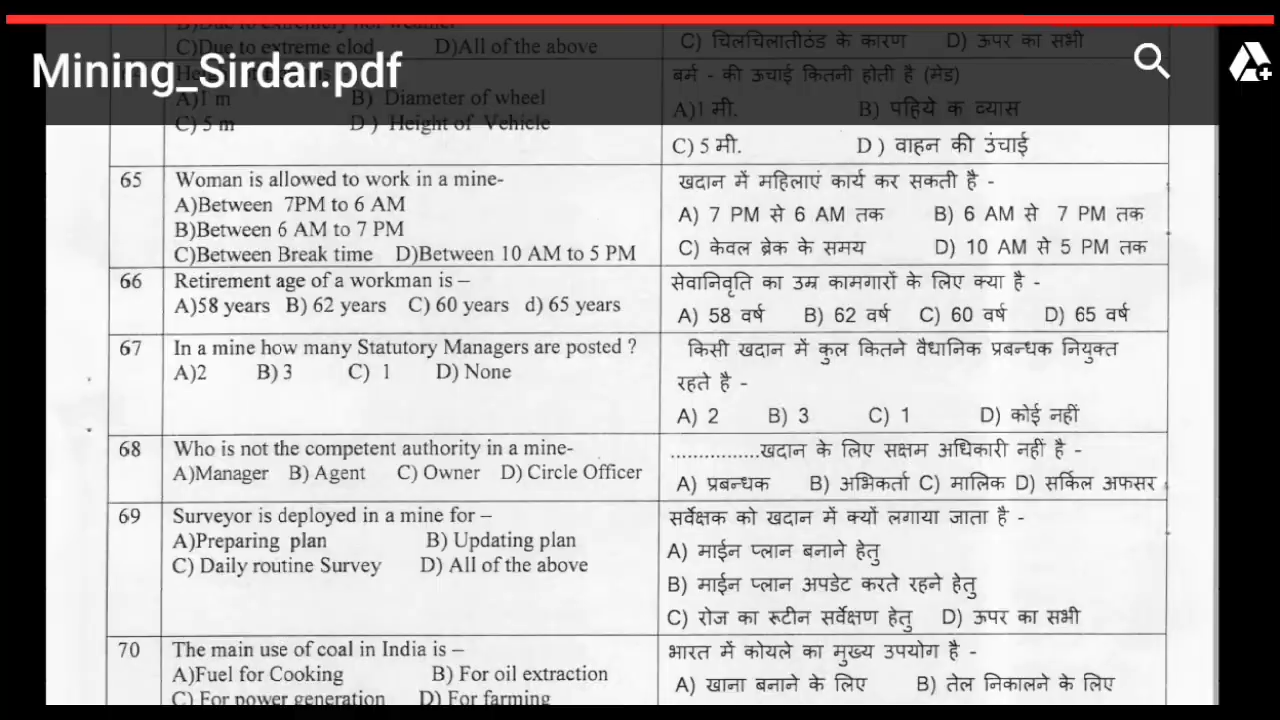 B)Due to extremely hot weather
C)Due to extreme clod D)All of the above
C) चिलचिलातीठंड के कारण D) ऊपर का सभी
Mining_Sirdar.pdf
बर्म - की ऊचाई कितनी होती है (मेड)
A)1 m B) Diameter of wheel
A)1 मी. B) पहिये क व्यास
C) 5 m D ) Height of Vehicle
C) 5 मी. D ) वाहन की उंचाई
65 Woman is allowed to work in a mine-
A)Between 7PM to 6 AM
B)Between 6 AM to 7 PM
C)Between Break time D)Between 10 AM to 5 PM
खदान में महिलाएं कार्य कर सकती है -
A) 7 PM से 6 AM तक B) 6 AM से 7 PM तक
C) केवल ब्रेक के समय D) 10 AM से 5 PM तक
66 Retirement age of a workman is –
A)58 years B) 62 years C) 60 years d) 65 years
सेवानिवृति का उम्र कामगारों के लिए क्या है -
A) 58 वर्ष B) 62 वर्ष C) 60 वर्ष D) 65 वर्ष
67 In a mine how many Statutory Managers are posted ?
A)2 B) 3 C) 1 D) None
किसी खदान में कुल कितने वैधानिक प्रबन्धक नियुक्त
रहते है -
A) 2 B) 3 C) 1 D) कोई नहीं
68 Who is not the competent authority in a mine-
A)Manager B) Agent C) Owner D) Circle Officer
................खदान के लिए सक्षम अधिकारी नहीं है -
A) प्रबन्धक B) अभिकर्ता C) मालिक D) सर्किल अफसर
69 Surveyor is deployed in a mine for –
A)Preparing plan B) Updating plan
C) Daily routine Survey D) All of the above
सर्वेक्षक को खदान में क्यों लगाया जाता है -
A) माईन प्लान बनाने हेतु
B) माईन प्लान अपडेट करते रहने हेतु
C) रोज का रूटीन सर्वेक्षण हेतु D) ऊपर का सभी
70 The main use of coal in India is –
A)Fuel for Cooking B) For oil extraction
C) For power generation D) For farming
भारत में कोयले का मुख्य उपयोग है -
A) खाना बनाने के लिए B) तेल निकालने के लिए